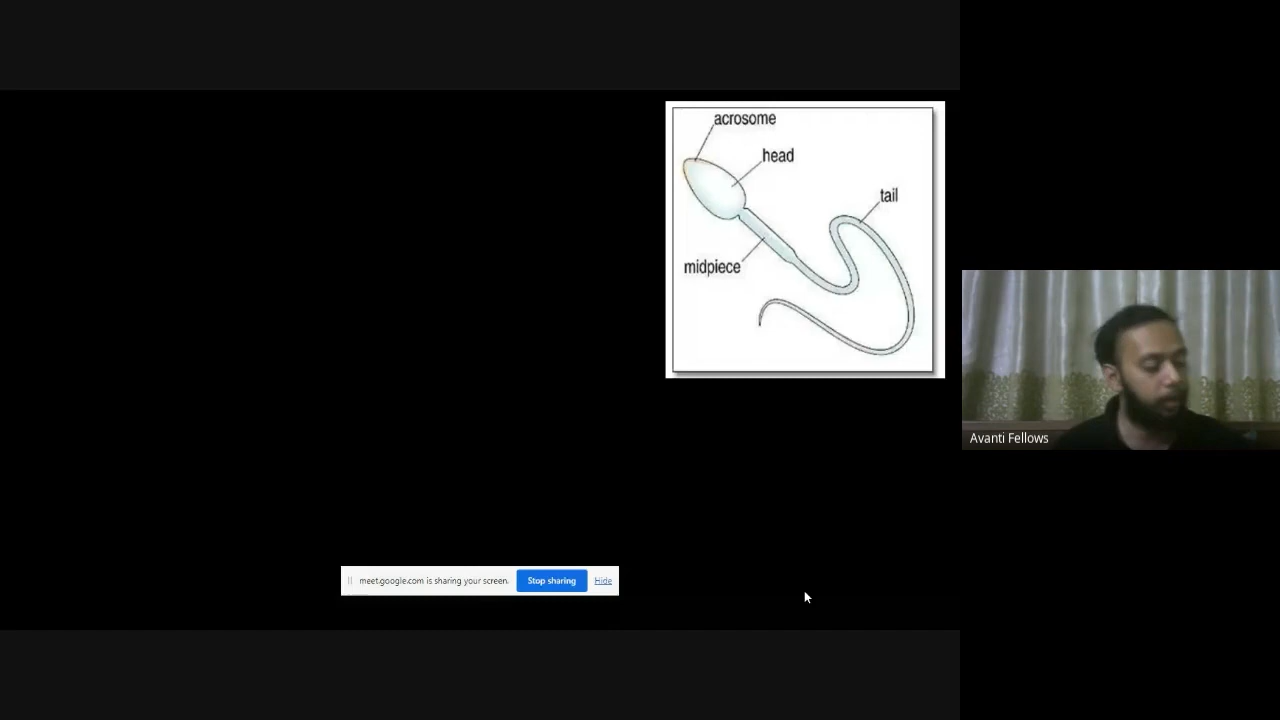 acrosome
head
tail
midpiece
Avanti Fellows
meet.google.com is sharing your screen.
Stop sharing
Hide